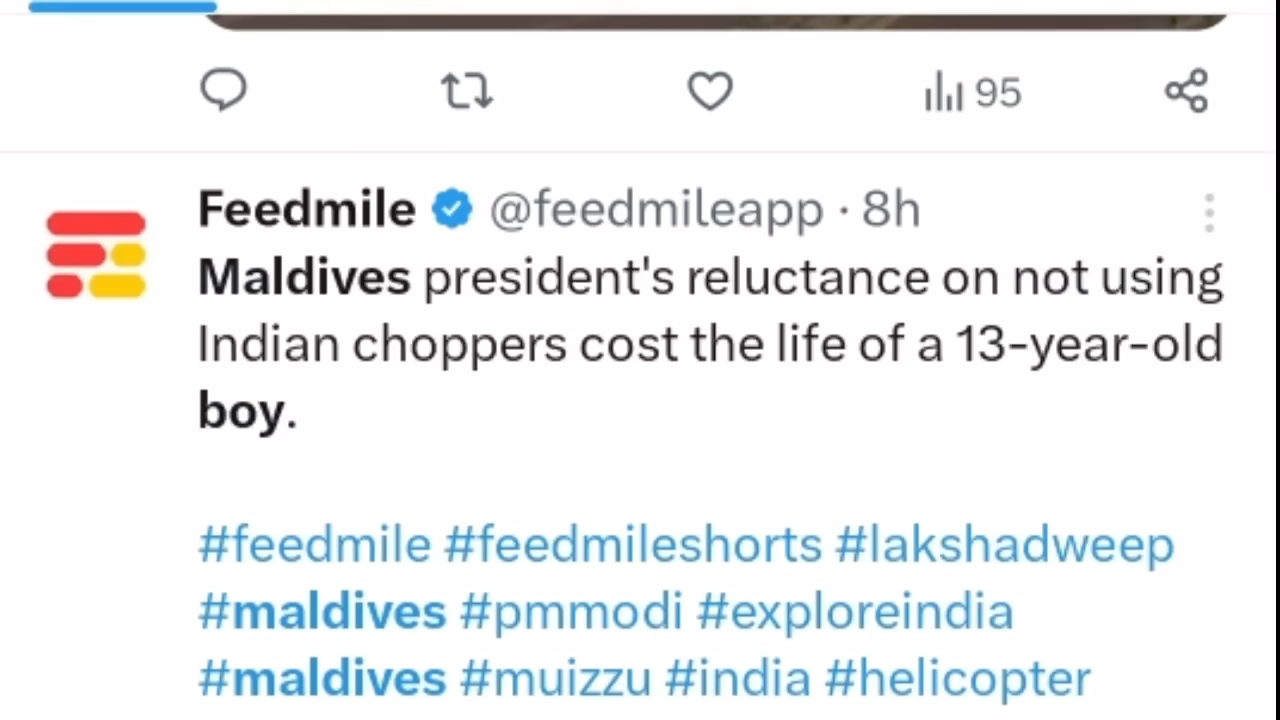 95
Feedmile @feedmileapp · 8h
Maldives president's reluctance on not using
Indian choppers cost the life of a 13-year-old
boy.
#feedmile #feedmileshorts #lakshadweep
#maldives #pmmodi #exploreindia
#maldives #muizzu #india #helicopter